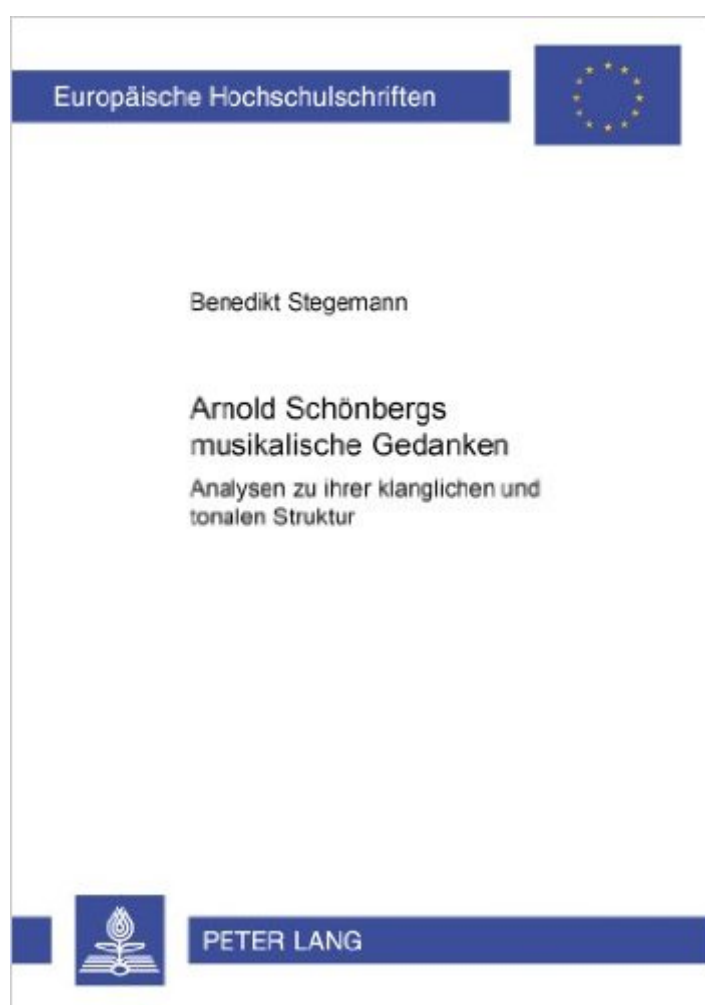 Europäische Hochschulschriften
Benedikt Stegemann
Arnold Schönbergs
musikalische Gedanken
Analysen zu ihrer klanglichen und
tonalen Struktur
PETER LANG